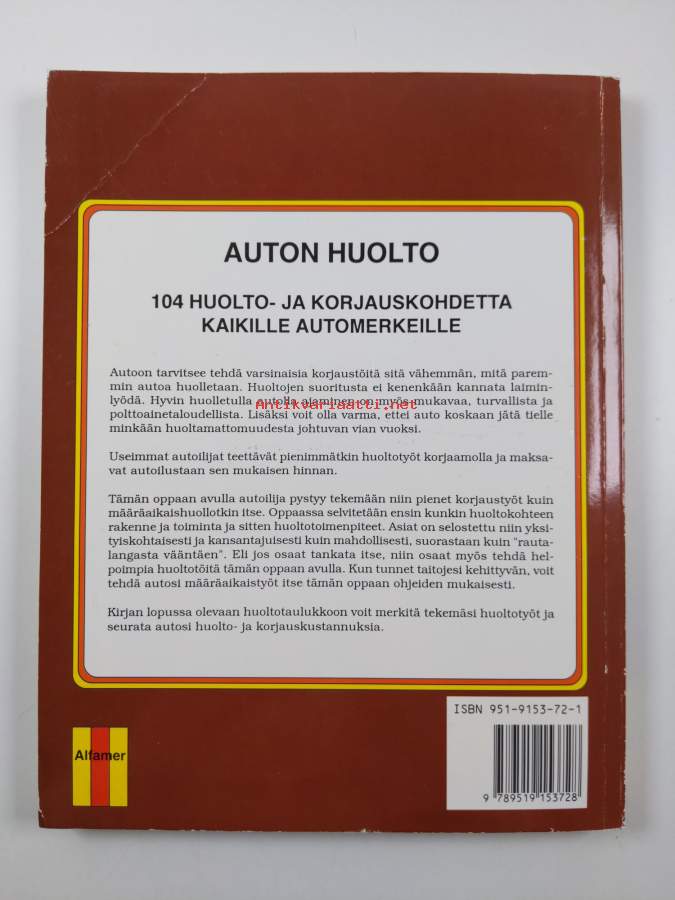 AUTON HUOLTO
104 HUOLTO- JA KORJAUSKOHDETTA
KAIKILLE AUTOMERKEILLE
Autoon tarvitsee tehdä varsinaisia korjaustöitä sitä vähemmän, mitä parem-
min autoa huolletaan. Huoltojen suoritusta ei kenenkään kannata laimin-
lyödä. Hyvin huolletulla autolla ajaminen on myös mukavaa, turvallista ja
Antikvariaatti.net
polttoainetaloudellista. Lisäksi voit olla varma, ettei auto koskaan jätä tielle
minkään huoltamattomuudesta johtuvan vian vuoksi.
Useimmat autoilijat teettävät pienimmätkin huoltotyöt korjaamolla ja maksa-
vat autoilustaan sen mukaisen hinnan.
Tämän oppaan avulla autoilija pystyy tekemään niin pienet korjaustyöt kuin
määräaikaishuollotkin itse. Oppaassa selvitetään ensin kunkin huoltokohteen
rakenne ja toiminta ja sitten huoltotoimenpiteet. Asiat on selostettu niin yksi-
tyiskohtaisesti ja kansantajuisesti kuin mahdollisesti, suorastaan kuin "rauta-
langasta vääntäen". Eli jos osaat tankata itse, niin osaat myös tehdä hel-
poimpia huoltotöitä tämän oppaan avulla. Kun tunnet taitojesi kehittyvän, voit
tehdä autosi määräaikaistyöt itse tämän oppaan ohjeiden mukaisesti.
Kirjan lopussa olevaan huoltotaulukkoon voit merkitä tekemäsi huoltotyöt ja
seurata autosi huolto- ja korjauskustannuksia.
ISBN 951-9153-72-1
Alfamer
9 789519 153728